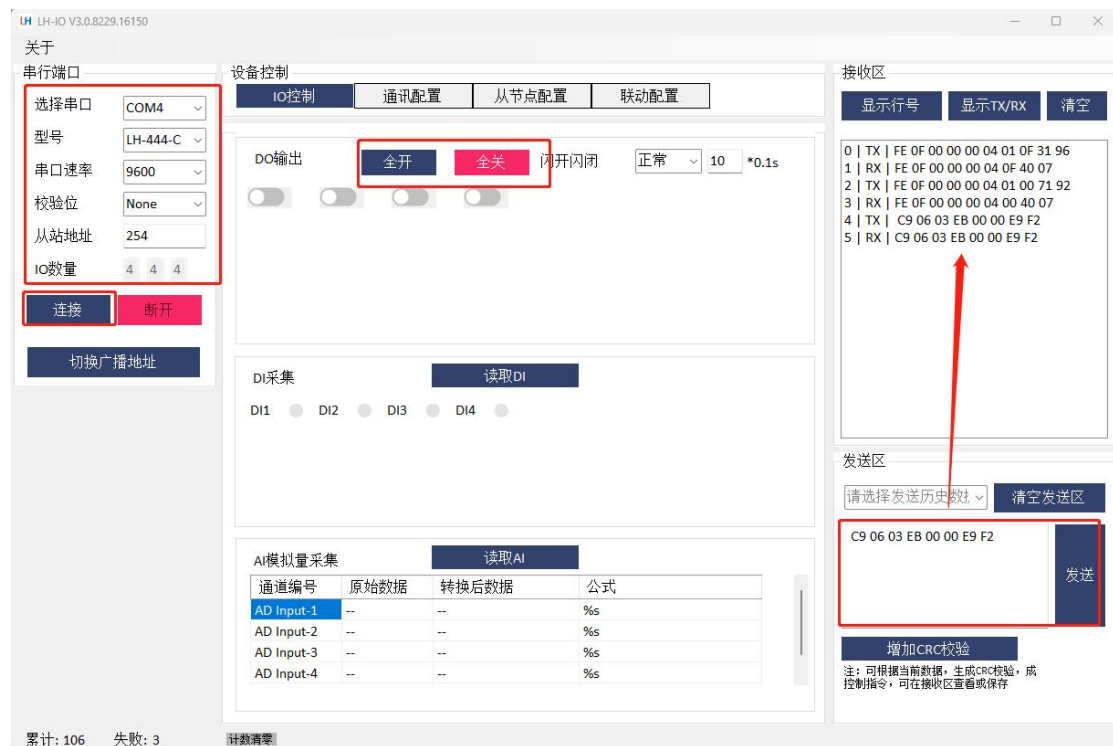 LH LH-IO V3.0.8229.16150
关于
串行端口
选择串口 COM4
型号 LH-444-C
串口速率 9600
校验位 None
从站地址 254
IO数量 4 4 4
连接 断开
切换广播地址
设备控制
IO控制 通讯配置 从节点配置 联动配置
DO输出 全开 全关 闪开闪闭 正常 10 *0.1s
DI采集 读取DI
DI1 DI2 DI3 DI4
AI模拟量采集 读取AI
通道编号 原始数据 转换后数据 公式
AD Input-1 -- -- %s
AD Input-2 -- -- %s
AD Input-3 -- -- %s
AD Input-4 -- -- %s
接收区
显示行号 显示TX/RX 清空
0 | TX | FE 0F 00 00 00 04 01 0F 31 96
1 | RX | FE 0F 00 00 00 04 0F 40 07
2 | TX | FE 0F 00 00 00 04 01 00 71 92
3 | RX | FE 0F 00 00 00 04 00 40 07
4 | TX | C9 06 03 EB 00 00 E9 F2
5 | RX | C9 06 03 EB 00 00 E9 F2
发送区
请选择发送历史数 清空发送区
C9 06 03 EB 00 00 E9 F2
发送
增加CRC校验
注：可根据当前数据，生成CRC校验，成
控制指令，可在接收区查看或保存
累计: 106 失败: 3 计数清零